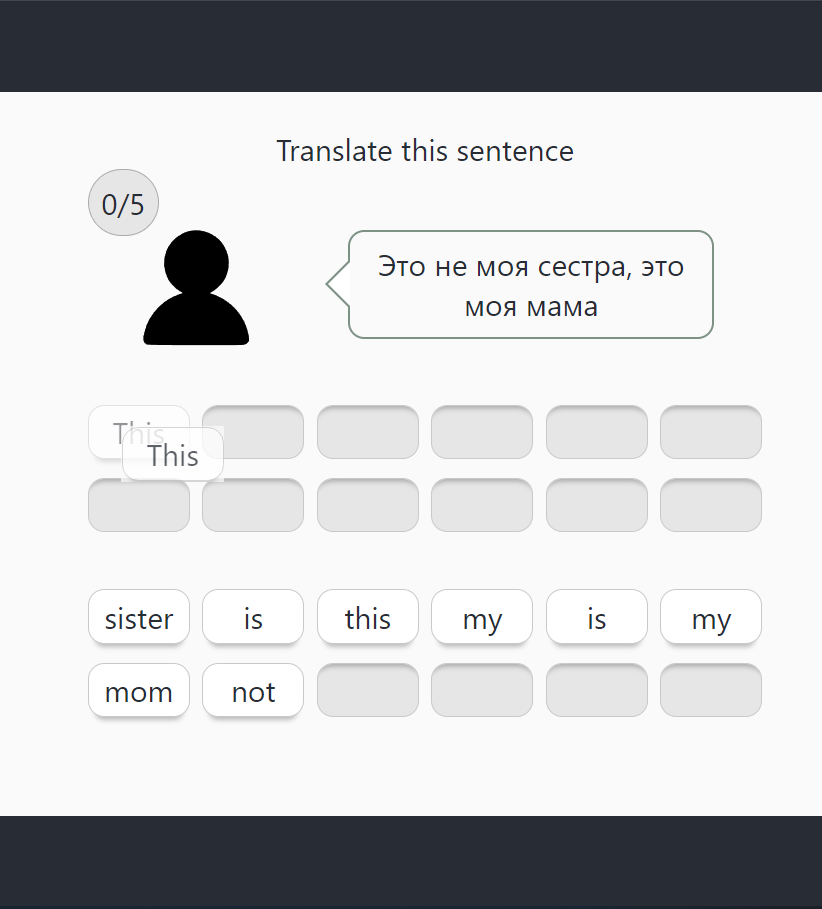 Translate this sentence
0/5
Это не моя сестра, это
моя мама
This
This
sister is this my is my
mom not